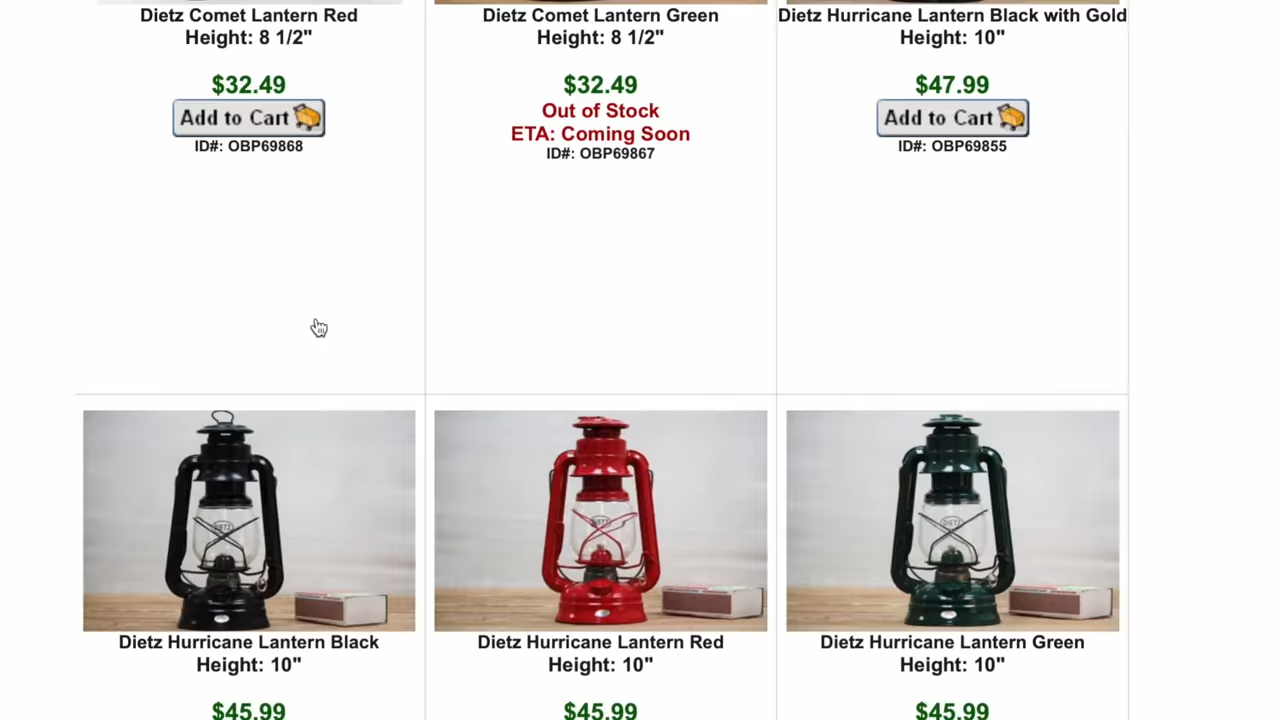 Dietz Comet Lantern Red
Height: 8 1/2"
$32.49
Add to Cart
ID#: OBP69868
Dietz Comet Lantern Green
Height: 8 1/2"
$32.49
Out of Stock
ETA: Coming Soon
ID#: OBP69867
Dietz Hurricane Lantern Black with Gold
Height: 10"
$47.99
Add to Cart
ID#: OBP69855
DIETZ
Dietz Hurricane Lantern Black
Height: 10"
$45.99
DIETZ
Dietz Hurricane Lantern Red
Height: 10"
$45.99
DIETZ
Dietz Hurricane Lantern Green
Height: 10"
$45.99